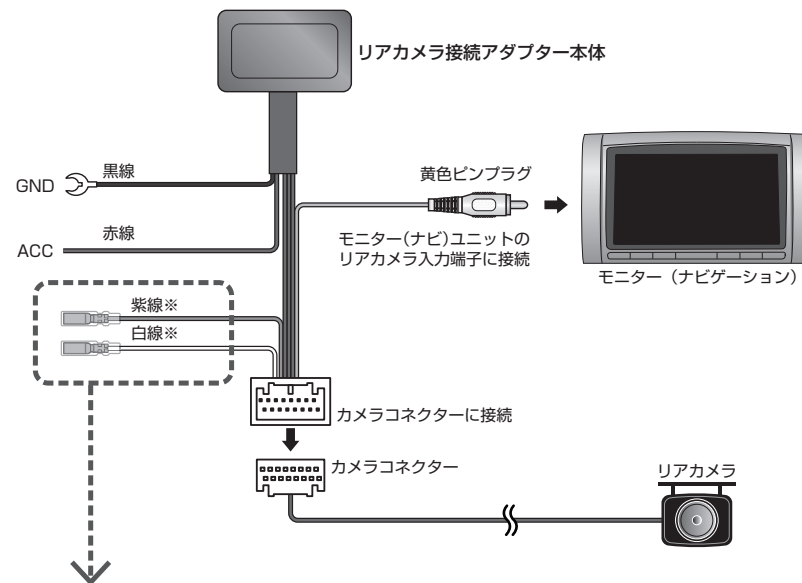 リアカメラ接続アダプター本体
黒線
GND
黄色ピンプラグ
赤線
ACC
モニター(ナビ)ユニットの
リアカメラ入力端子に接続
モニター（ナビゲーション）
紫線※
白線※
カメラコネクターに接続
カメラコネクター
リアカメラ